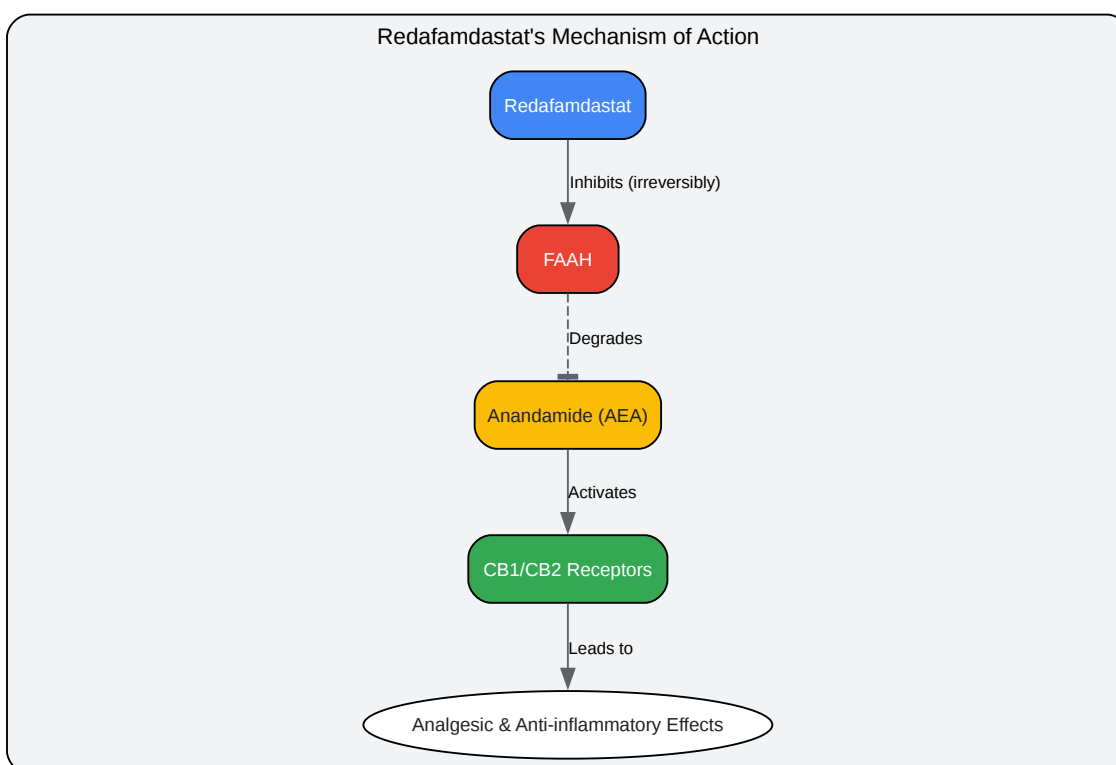 Redafamdastat's Mechanism of Action
Redafamdastat
Inhibits (irreversibly)
FAAH
Degrades
Anandamide (AEA)
Activates
CB1/CB2 Receptors
Leads to
Analgesic & Anti-inflammatory Effects